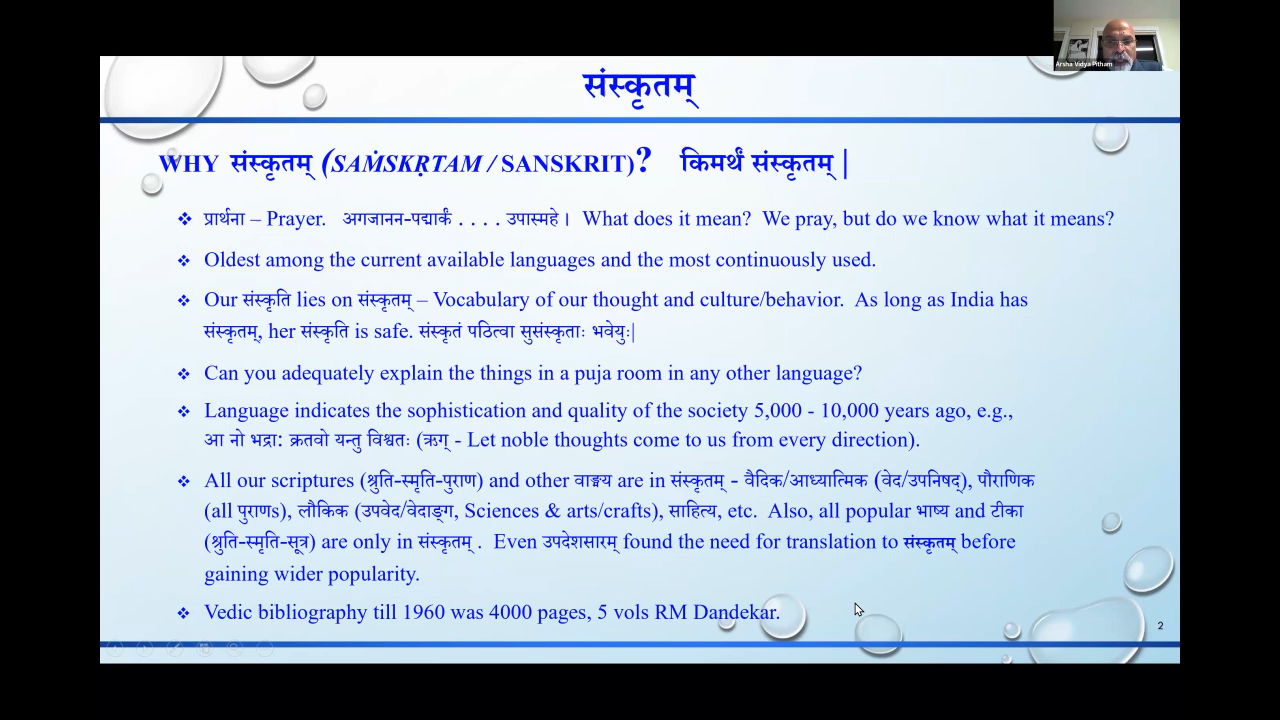 Arsha Vidya Pitham
संस्कृतम्
WHY संस्कृतम् (SAṀSKṚTAM / SANSKRIT)? किमर्थं संस्कृतम् |
❖ प्रार्थना – Prayer. अगजानन-पद्मार्कं . . . . उपास्महे । What does it mean? We pray, but do we know what it means?
❖ Oldest among the current available languages and the most continuously used.
❖ Our संस्कृति lies on संस्कृतम् – Vocabulary of our thought and culture/behavior. As long as India has
संस्कृतम्, her संस्कृति is safe. संस्कृतं पठित्वा सुसंस्कृताः भवेयुः|
❖ Can you adequately explain the things in a puja room in any other language?
❖ Language indicates the sophistication and quality of the society 5,000 - 10,000 years ago, e.g.,
आ नो भद्रा: क्रतवो यन्तु विश्वतः (ऋग् - Let noble thoughts come to us from every direction).
❖ All our scriptures (श्रुति-स्मृति-पुराण) and other वाङ्मय are in संस्कृतम् - वैदिक/आध्यात्मिक (वेद/उपनिषद्), पौराणिक
(all पुराणs), लौकिक (उपवेद/वेदाङ्ग, Sciences & arts/crafts), साहित्य, etc. Also, all popular भाष्य and टीका
(श्रुति-स्मृति-सूत्र) are only in संस्कृतम् . Even उपदेशसारम् found the need for translation to संस्कृतम् before
gaining wider popularity.
❖ Vedic bibliography till 1960 was 4000 pages, 5 vols RM Dandekar.
2